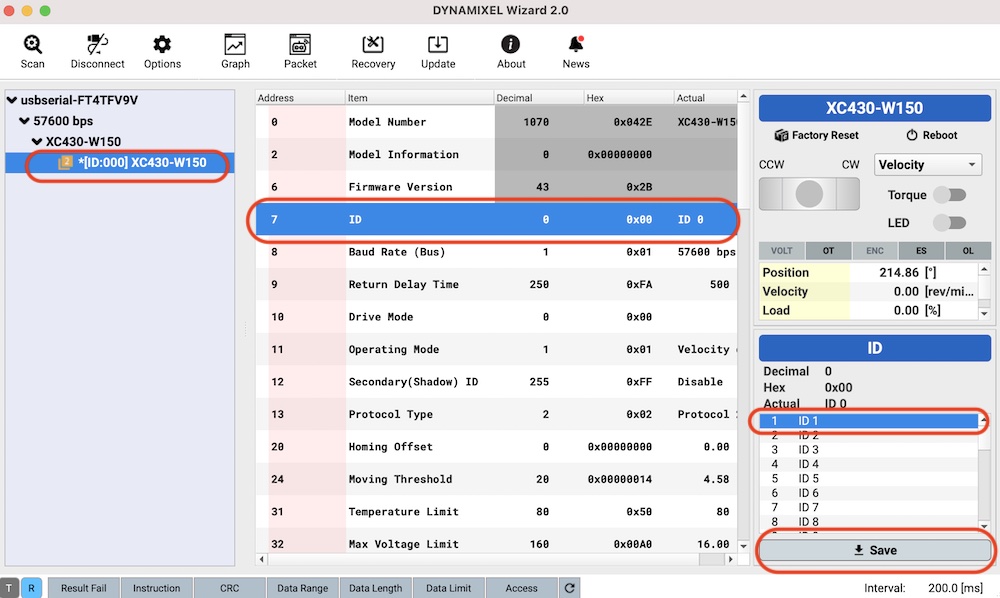 DYNAMIXEL Wizard 2.0
Scan Disconnect Options Graph Packet Recovery Update About News
usbserial-FT4TFV9V
57600 bps
XC430-W150
2 *[ID:000] XC430-W150
Address Item Decimal Hex Actual
0 Model Number 1070 0x042E XC430-W15
2 Model Information 0 0x00000000
6 Firmware Version 43 0x2B
7 ID 0 0x00 ID 0
8 Baud Rate (Bus) 1 0x01 57600 bps
9 Return Delay Time 250 0xFA 500
10 Drive Mode 0 0x00
11 Operating Mode 1 0x01 Velocity
12 Secondary(Shadow) ID 255 0xFF Disable
13 Protocol Type 2 0x02 Protocol
20 Homing Offset 0 0x00000000 0.00
24 Moving Threshold 20 0x00000014 4.58
31 Temperature Limit 80 0x50 80
32 Max Voltage Limit 160 0x00A0 16.00
XC430-W150
Factory Reset Reboot
CCW CW Velocity
Torque
LED
VOLT OT ENC ES OL
Position 214.86 [°]
Velocity 0.00 [rev/mi...
Load 0.00 [%]
ID
Decimal 0
Hex 0x00
Actual ID 0
1 ID 1
2 ID 2
3 ID 3
4 ID 4
5 ID 5
6 ID 6
7 ID 7
8 ID 8
Save
T R Result Fail Instruction CRC Data Range Data Length Data Limit Access Interval: 200.0 [ms]